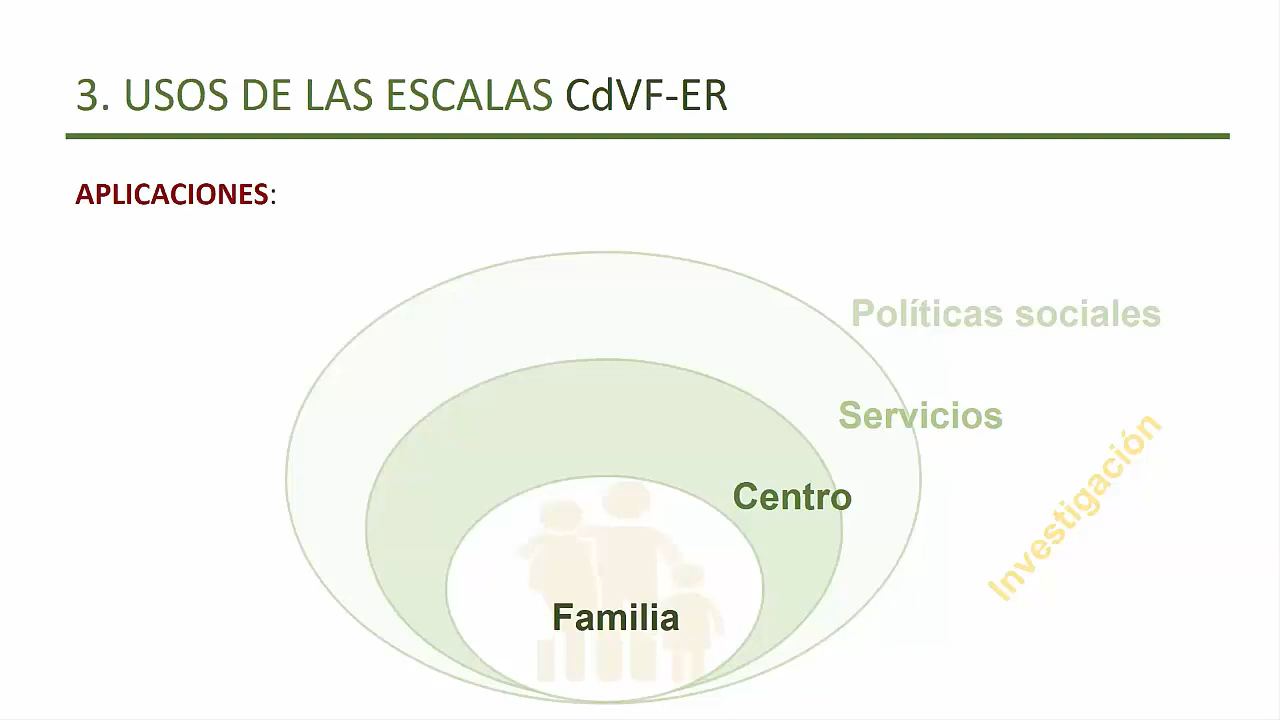 3. USOS DE LAS ESCALAS CdVF-ER
APLICACIONES:
Políticas sociales
Servicios
Centro
Familia
Investigación